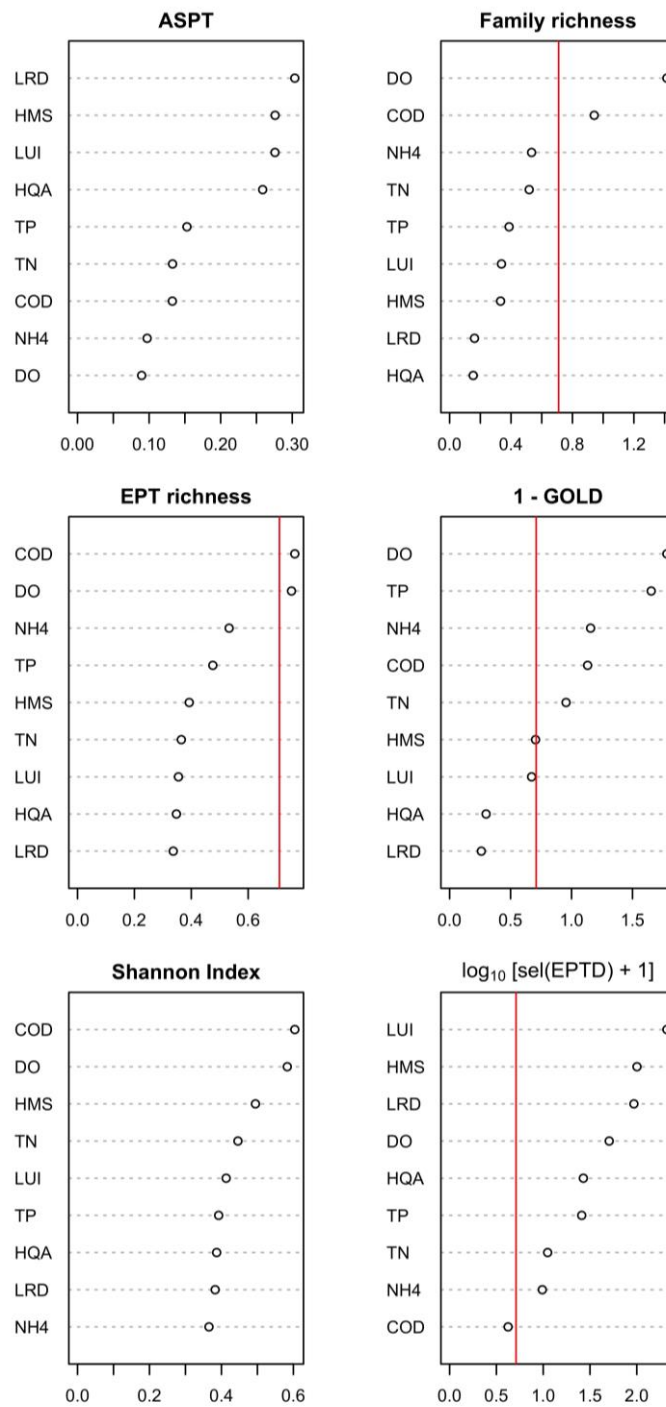 ASPT
LRD
HMS
LUI
HQA
TP
TN
COD
NH4
DO
0.00 0.10 0.20 0.30
Family richness
DO
COD
NH4
TN
TP
LUI
HMS
LRD
HQA
0.0 0.4 0.8 1.2
EPT richness
COD
DO
NH4
TP
HMS
TN
LUI
HQA
LRD
0.0 0.2 0.4 0.6
1 - GOLD
DO
TP
NH4
COD
TN
HMS
LUI
HQA
LRD
0.0 0.5 1.0 1.5
Shannon Index
COD
DO
HMS
TN
LUI
TP
HQA
LRD
NH4
0.0 0.2 0.4 0.6
log₁₀ [sel(EPTD) + 1]
LUI
HMS
LRD
DO
HQA
TP
TN
NH4
COD
0.0 0.5 1.0 1.5 2.0